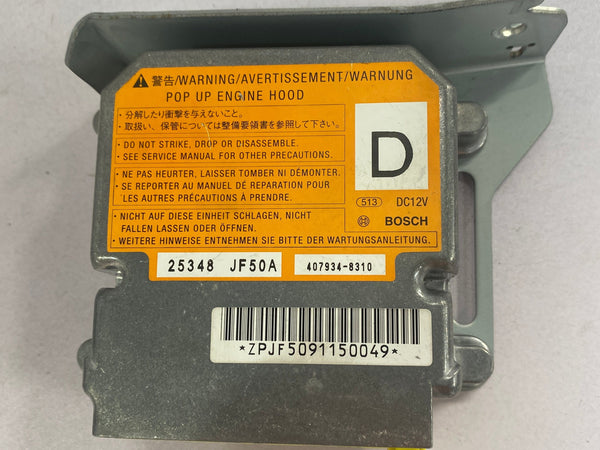 警告/WARNING/AVERTISSEMENT/WARNUNG
POP UP ENGINE HOOD
・分解したり衝撃を与えないこと。
・取扱い、保管については整備要領書を参照して下さい。
• DO NOT STRIKE, DROP OR DISASSEMBLE.
• SEE SERVICE MANUAL FOR OTHER PRECAUTIONS.
• NE PAS HEURTER, LAISSER TOMBER NI DÉMONTER.
• SE REPORTER AU MANUEL DE RÉPARATION POUR
LES AUTRES PRÉCAUTIONS À PRENDRE.
• NICHT AUF DIESE EINHEIT SCHLAGEN, NICHT
FALLEN LASSEN ODER ÖFFNEN.
• WEITERE HINWEISE ENTNEHMEN SIE BITTE DER WARTUNGSANLEITUNG.
D
513 DC12V
BOSCH
25348 JF50A
407934-8310
*ZPJF5091150049*